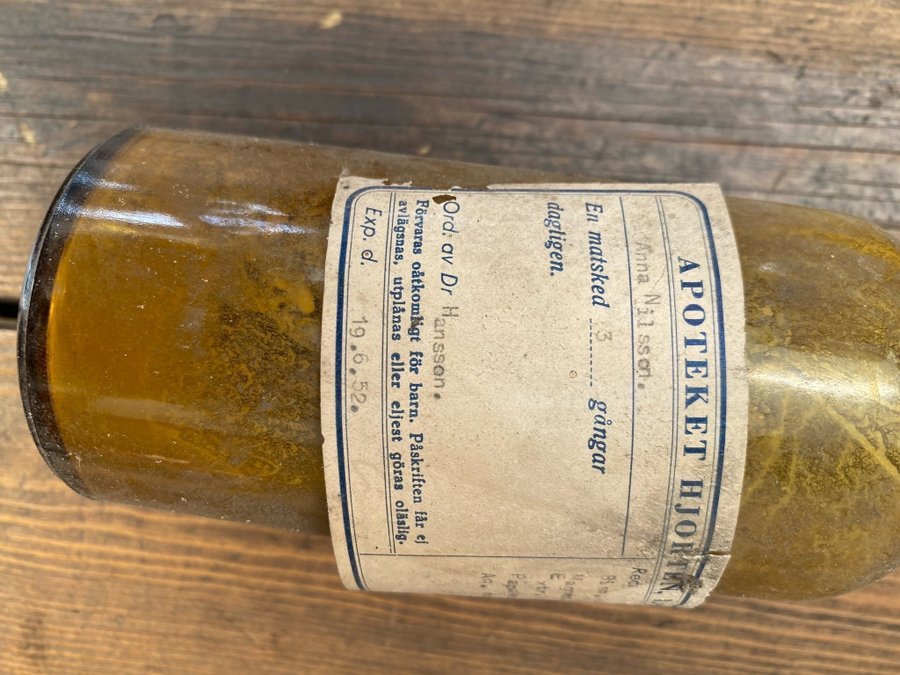 APOTEKET HJORTEN,
Anna Nilsson.
En matsked 3 gångar
dagligen.
Ord. av Dr Hansson.
Förvaras oåtkomligt för barn. Påskriften får ej
avlägsnas, utplånas eller eljest göras oläslig.
Exp. d. 19.6.52.
Rec